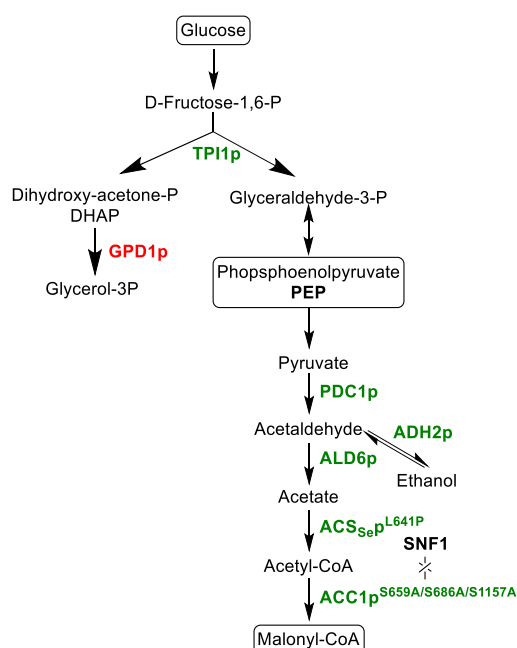 Glucose
D-Fructose-1,6-P
TPI1p
Dihydroxy-acetone-P
DHAP
Glyceraldehyde-3-P
GPD1p
Glycerol-3P
Phopsphoenolpyruvate
PEP
Pyruvate
PDC1p
Acetaldehyde
ADH2p
ALD6p
Ethanol
Acetate
ACSSepL641P
SNF1
Acetyl-CoA
ACC1pS659A/S686A/S1157A
Malonyl-CoA